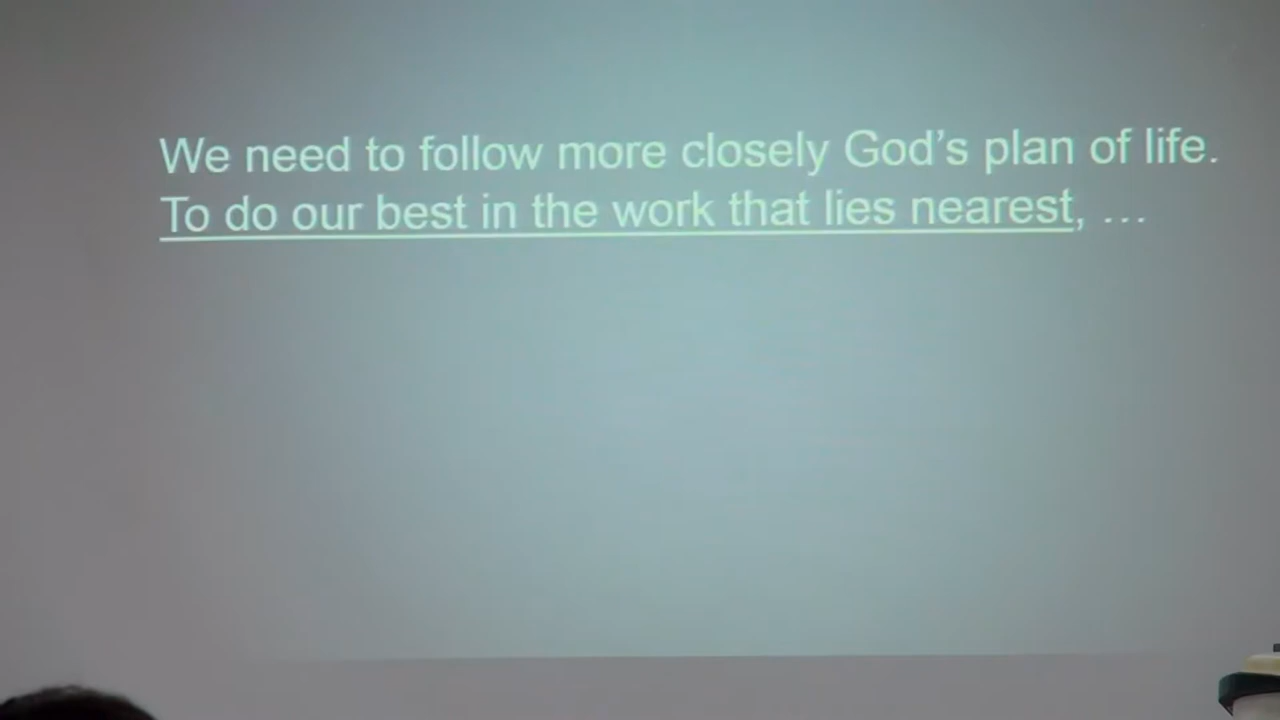 We need to follow more closely God's plan of life.
To do our best in the work that lies nearest, ...